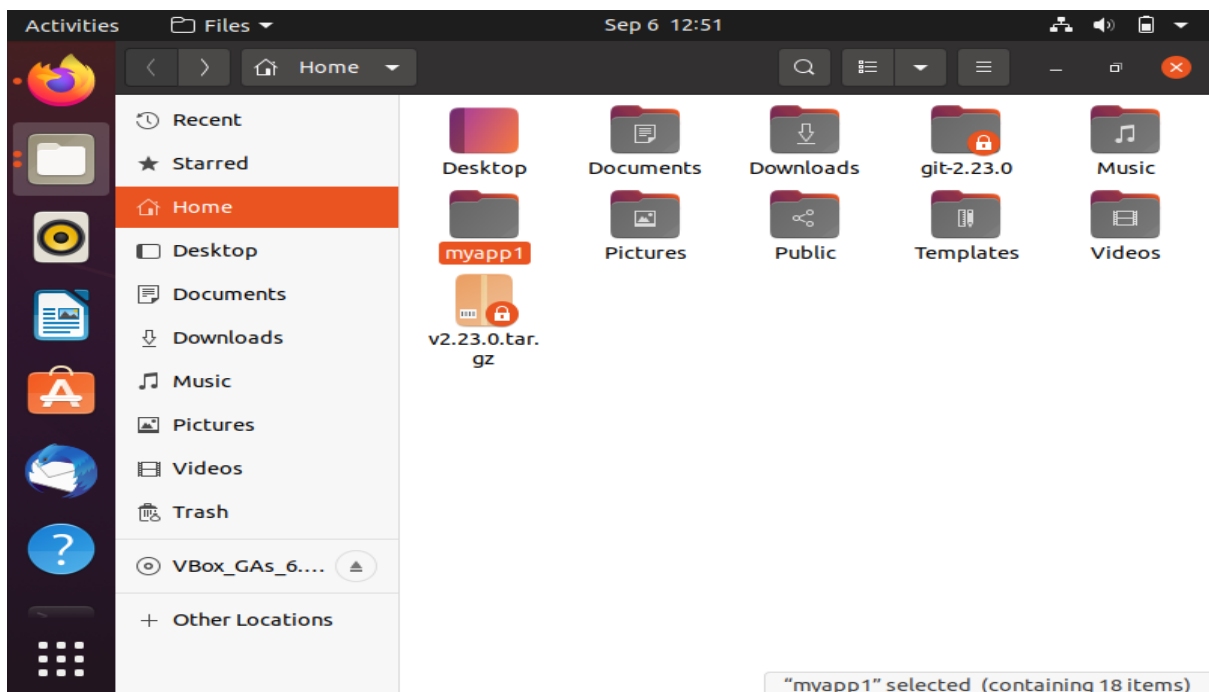 Activities Files Sep 6 12:51
Home
Recent
Starred
Home
Desktop
Documents
Downloads
Music
Pictures
Videos
Trash
VBox_GAs_6....
Other Locations
Desktop Documents Downloads git-2.23.0 Music
myapp1 Pictures Public Templates Videos
v2.23.0.tar.
gz
“myapp1” selected (containing 18 items)